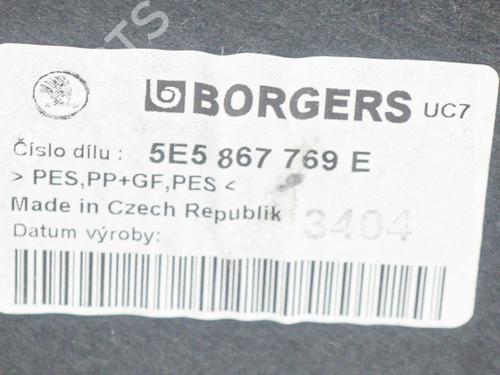 BORGERS UC7
Číslo dílu : 5E5 867 769 E
> PES,PP+GF,PES <
Made in Czech Republik 3404
Datum výroby: